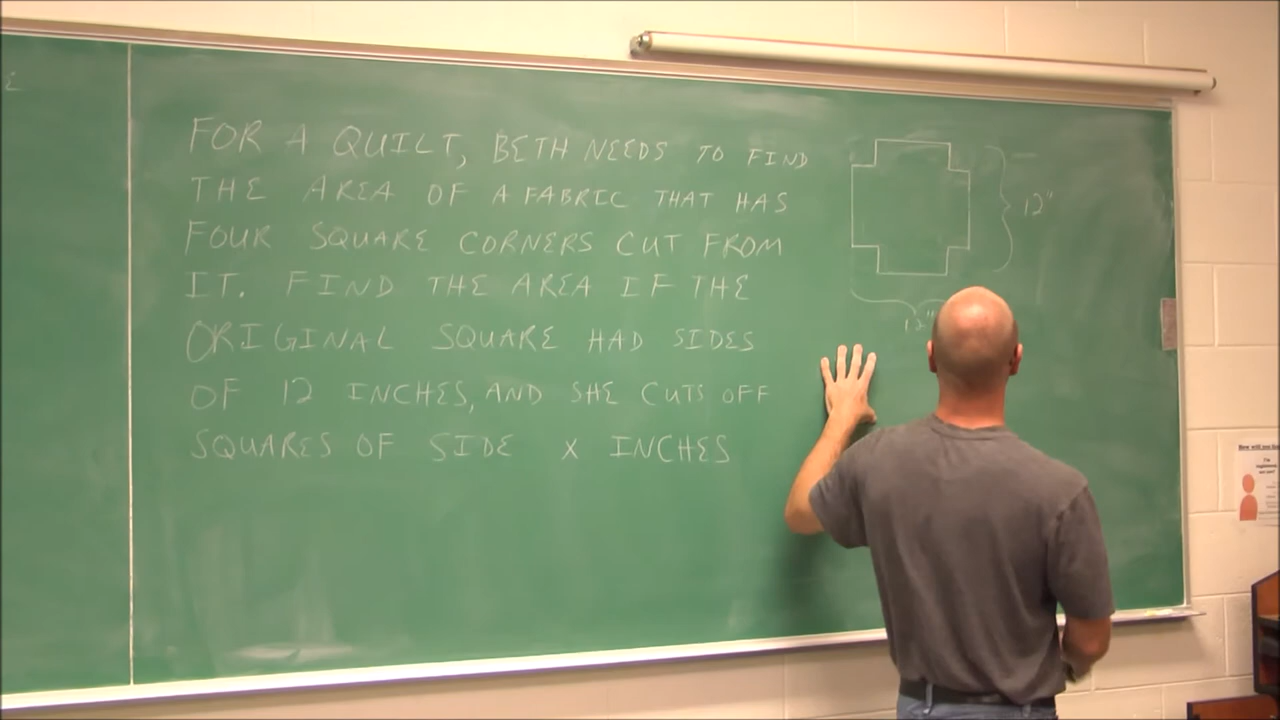 FOR A QUILT, BETH NEEDS TO FIND
THE AREA OF A FABRIC THAT HAS
FOUR SQUARE CORNERS CUT FROM
IT. FIND THE AREA IF THE
ORIGINAL SQUARE HAD SIDES
OF 12 INCHES, AND SHE CUTS OFF
SQUARES OF SIDE X INCHES
12"
12"